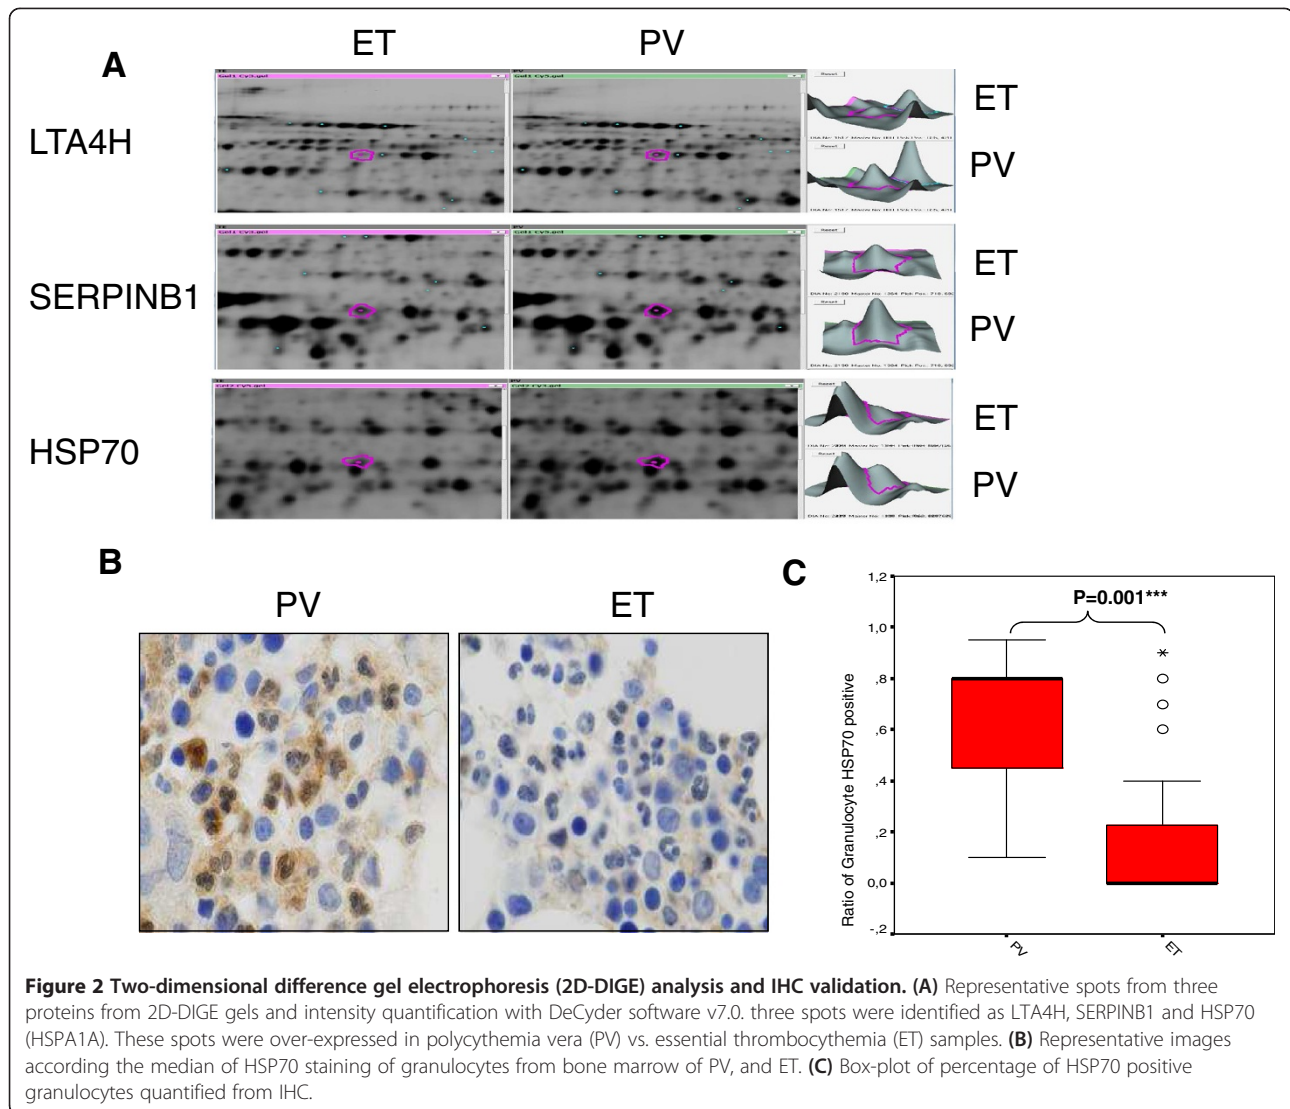 ET PV
A
LTA4H
ET
PV
SERPINB1
ET
PV
HSP70
ET
PV
B
PV ET
C
1,2
P=0.001***
1,0
,8
,6
,4
,2
0,0
-,2
Ratio of Granulocyte HSP70 positive
PV ET
Figure 2 Two-dimensional difference gel electrophoresis (2D-DIGE) analysis and IHC validation. (A) Representative spots from three
proteins from 2D-DIGE gels and intensity quantification with DeCyder software v7.0. three spots were identified as LTA4H, SERPINB1 and HSP70
(HSPA1A). These spots were over-expressed in polycythemia vera (PV) vs. essential thrombocythemia (ET) samples. (B) Representative images
according the median of HSP70 staining of granulocytes from bone marrow of PV, and ET. (C) Box-plot of percentage of HSP70 positive
granulocytes quantified from IHC.